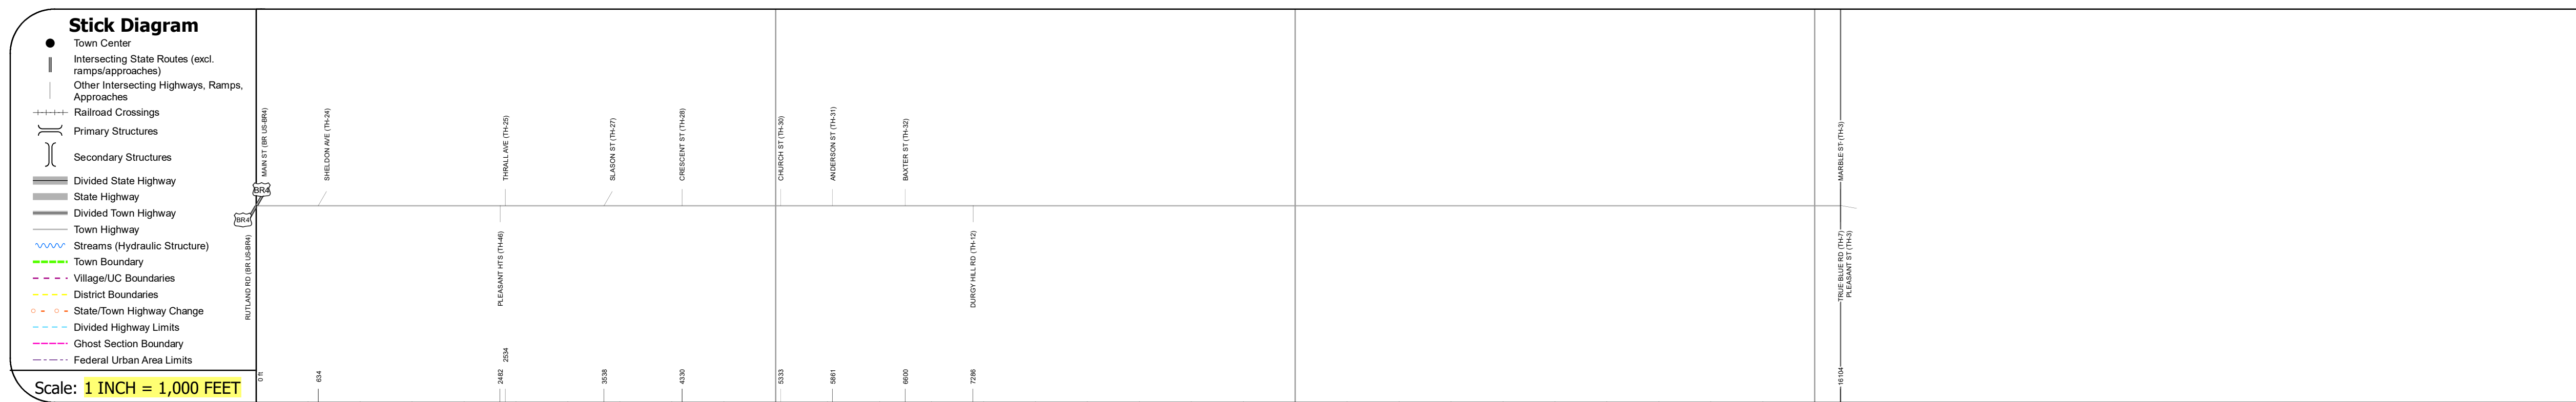 Stick Diagram
Town Center
Intersecting State Routes (excl.
ramps/approaches)
Other Intersecting Highways, Ramps,
Approaches
Railroad Crossings
Primary Structures
Secondary Structures
Divided State Highway
State Highway
Divided Town Highway
Town Highway
Streams (Hydraulic Structure)
Town Boundary
Village/UC Boundaries
District Boundaries
State/Town Highway Change
Divided Highway Limits
Ghost Section Boundary
Federal Urban Area Limits
Scale: 1 INCH = 1,000 FEET
MAIN ST (BR US-BR4)
SHELDON AVE (TH-24)
THRALL AVE (TH-25)
SLASON ST (TH-27)
CRESCENT ST (TH-28)
CHURCH ST (TH-30)
ANDERSON ST (TH-31)
BAXTER ST (TH-32)
MARBLE ST (TH-3)
BR4
BR4
RUTLAND RD (BR US-BR4)
PLEASANT HTS (TH-46)
DURGY HILL RD (TH-12)
TRUE BLUE RD (TH-7)
PLEASANT ST (TH-3)
0 ft
634
2482
2534
3538
4330
5333
5861
6600
7286
16104